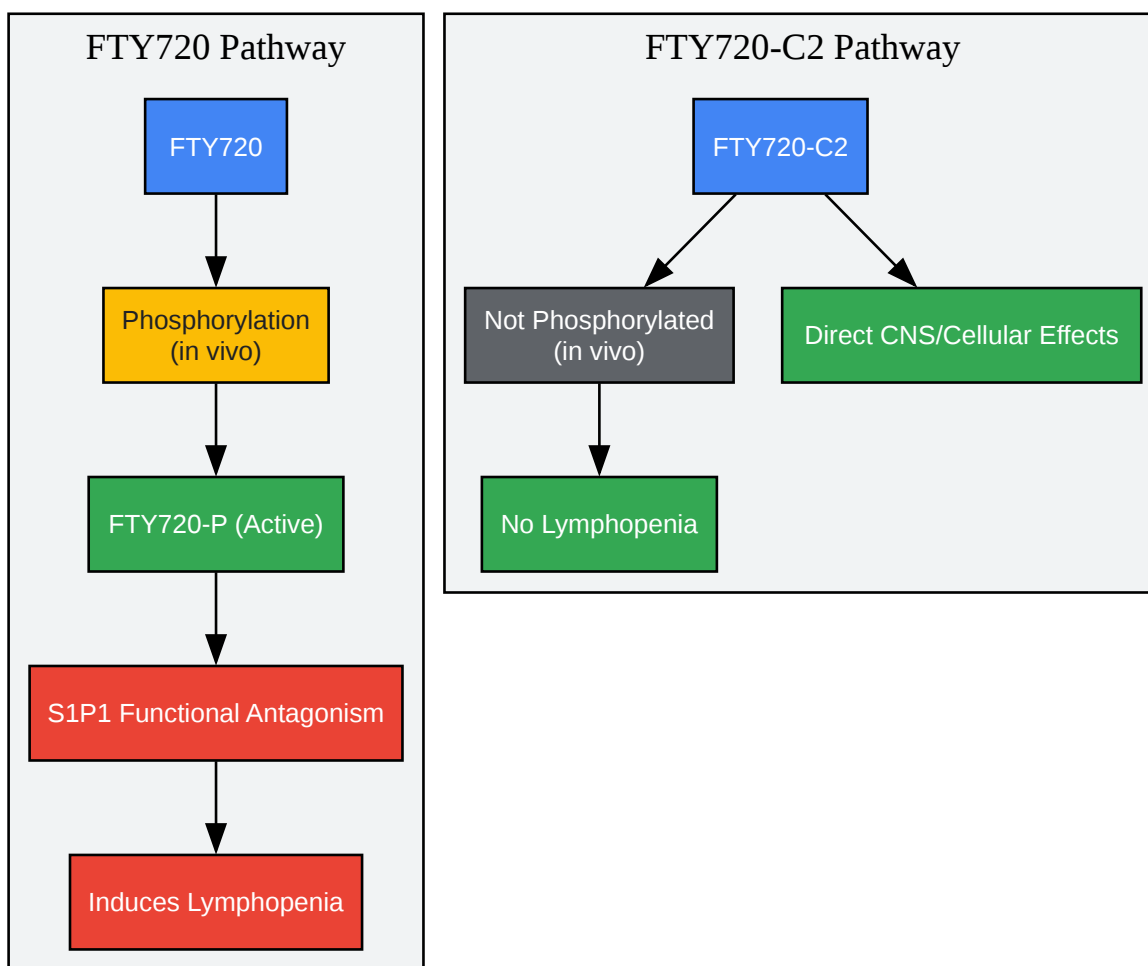 FTY720 Pathway
FTY720
Phosphorylation
(in vivo)
FTY720-P (Active)
S1P1 Functional Antagonism
Induces Lymphopenia
FTY720-C2 Pathway
FTY720-C2
Not Phosphorylated
(in vivo)
Direct CNS/Cellular Effects
No Lymphopenia